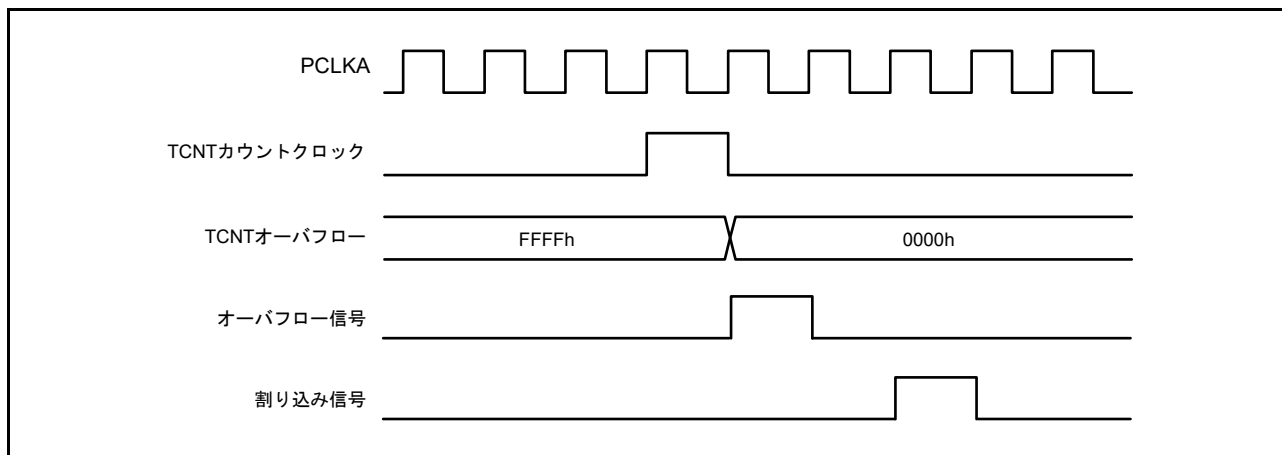 PCLKA
TCNTカウントクロック
TCNTオーバフロー
FFFFh
0000h
オーバフロー信号
割り込み信号